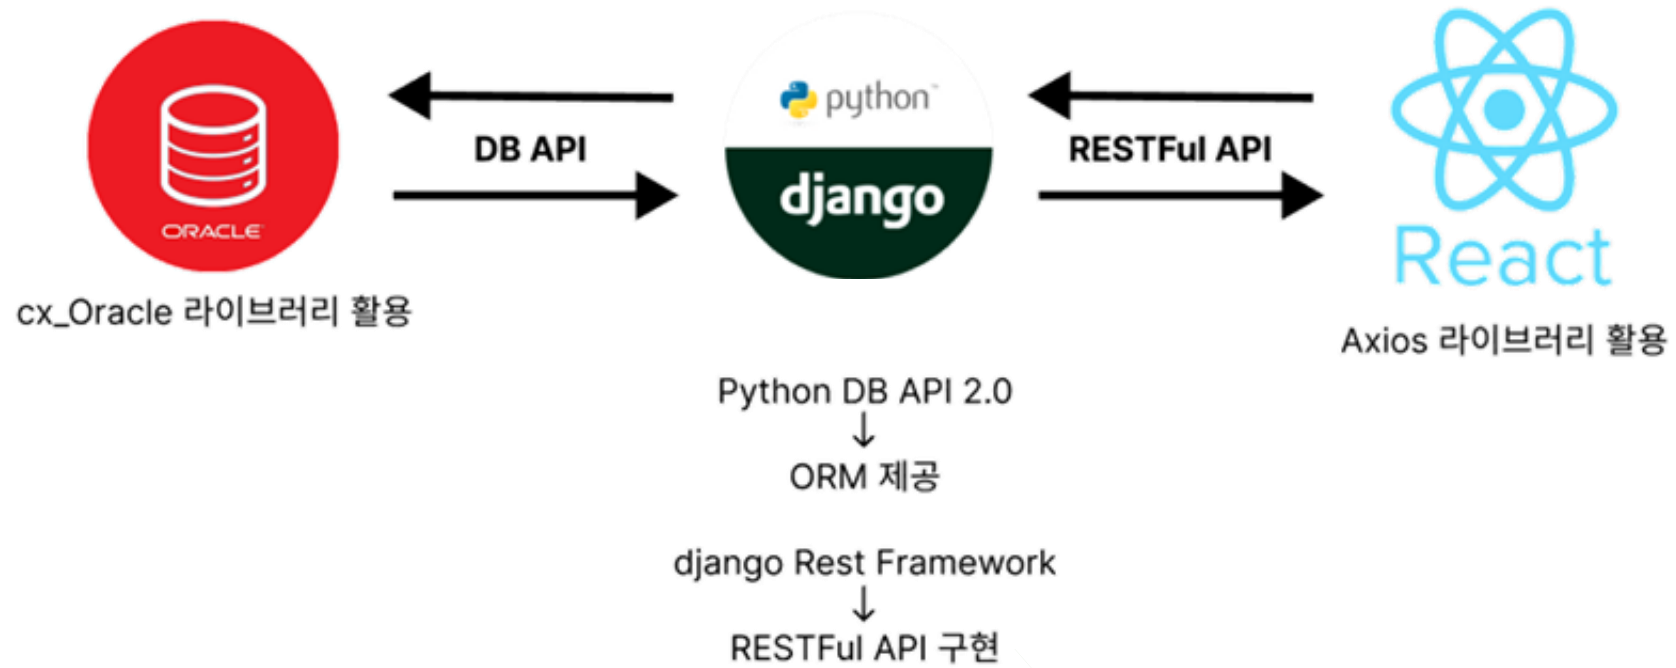 python
DB API
RESTFul API
django
ORACLE
React
cx_Oracle 라이브러리 활용
Axios 라이브러리 활용
Python DB API 2.0
↓
ORM 제공
django Rest Framework
↓
RESTFul API 구현